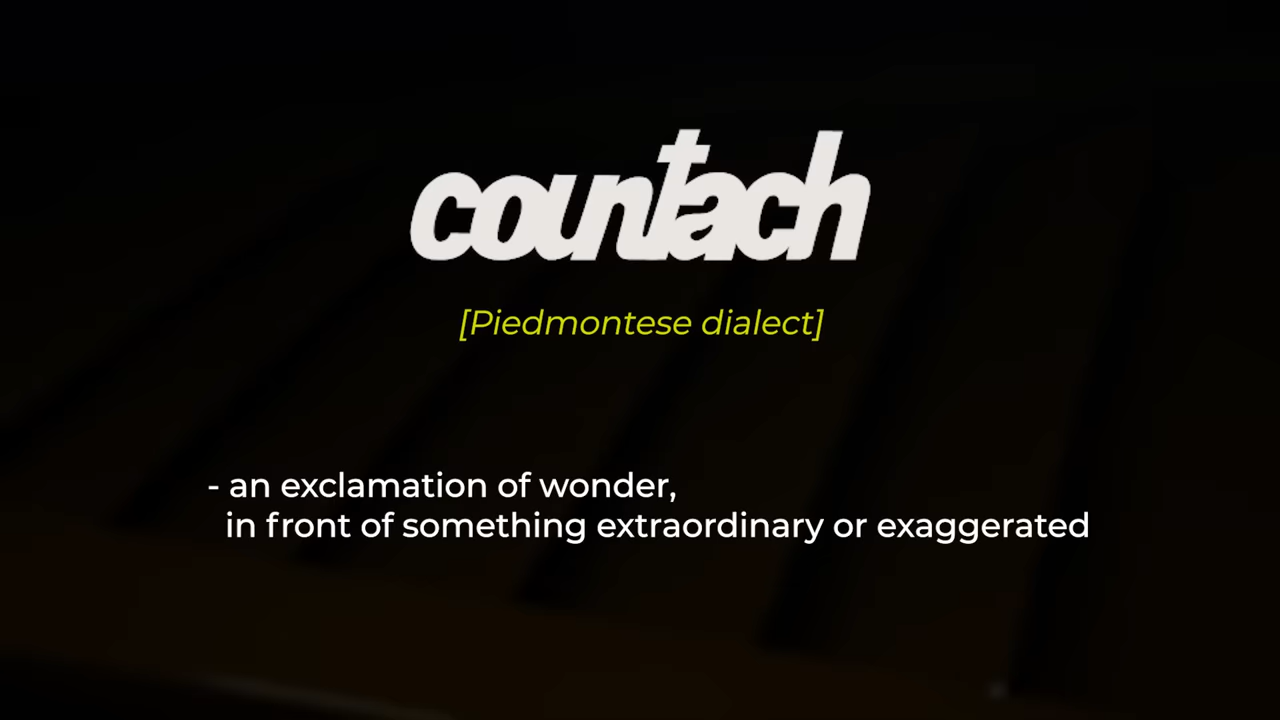 countach
[Piedmontese dialect]
- an exclamation of wonder,
in front of something extraordinary or exaggerated